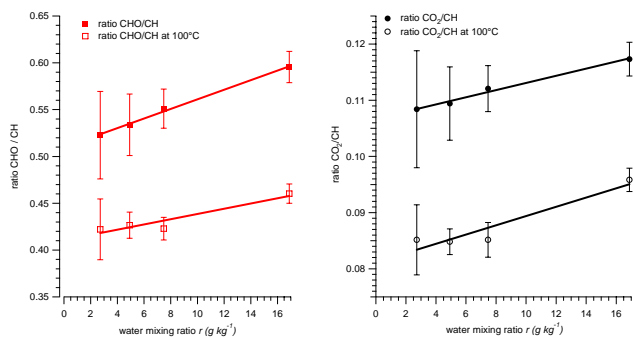 ratio CHO/CH
ratio CHO/CH at 100°C
0.65
0.60
0.55
0.50
0.45
0.40
0.35
ratio CHO / CH
0 2 4 6 8 10 12 14 16
water mixing ratio r (g kg-1)
ratio CO2/CH
ratio CO2/CH at 100°C
0.12
0.11
0.10
0.09
0.08
ratio CO2/CH
0 2 4 6 8 10 12 14 16
water mixing ratio r (g kg-1)